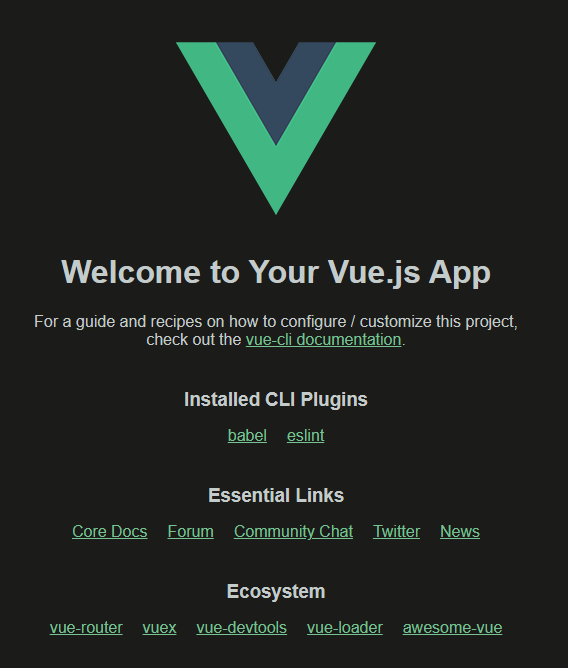 Welcome to Your Vue.js App
For a guide and recipes on how to configure / customize this project,
check out the vue-cli documentation.
Installed CLI Plugins
babel eslint
Essential Links
Core Docs Forum Community Chat Twitter News
Ecosystem
vue-router vuex vue-devtools vue-loader awesome-vue